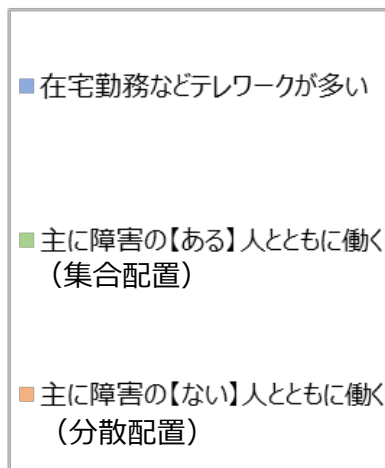 在宅勤務などテレワークが多い
主に障害の【ある】人とともに働く
（集合配置）
主に障害の【ない】人とともに働く
（分散配置）